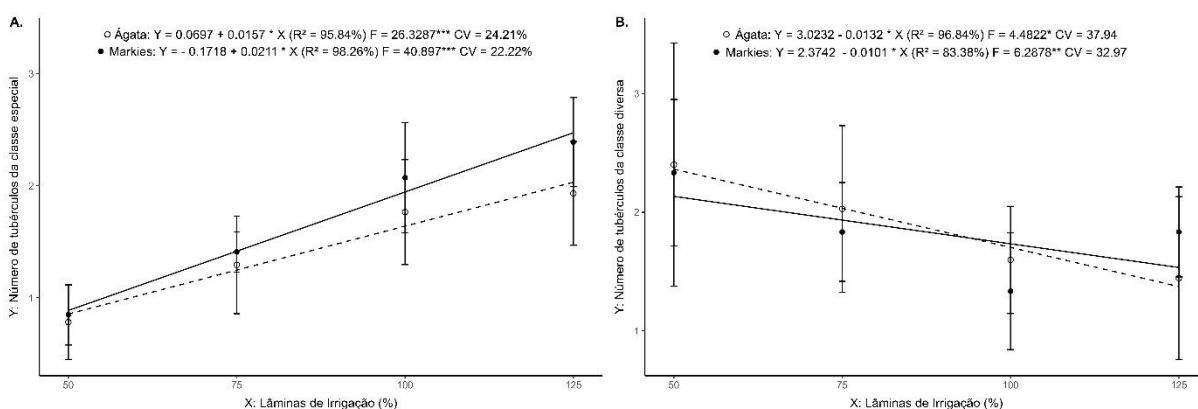 A.
○ Ágata: Y = 0.0697 + 0.0157 * X (R² = 95.84%) F = 26.3287*** CV = 24.21%
● Markies: Y = - 0.1718 + 0.0211 * X (R² = 98.26%) F = 40.897*** CV = 22.22%
Y: Número de tubérculos da classe especial
3
2
1
50
75
100
125
X: Lâminas de Irrigação (%)
B.
○ Ágata: Y = 3.0232 - 0.0132 * X (R² = 96.84%) F = 4.4822* CV = 37.94
● Markies: Y = 2.3742 - 0.0101 * X (R² = 83.38%) F = 6.2878** CV = 32.97
Y: Número de tubérculos da classe diversa
3
2
1
50
75
100
125
X: Lâminas de Irrigação (%)